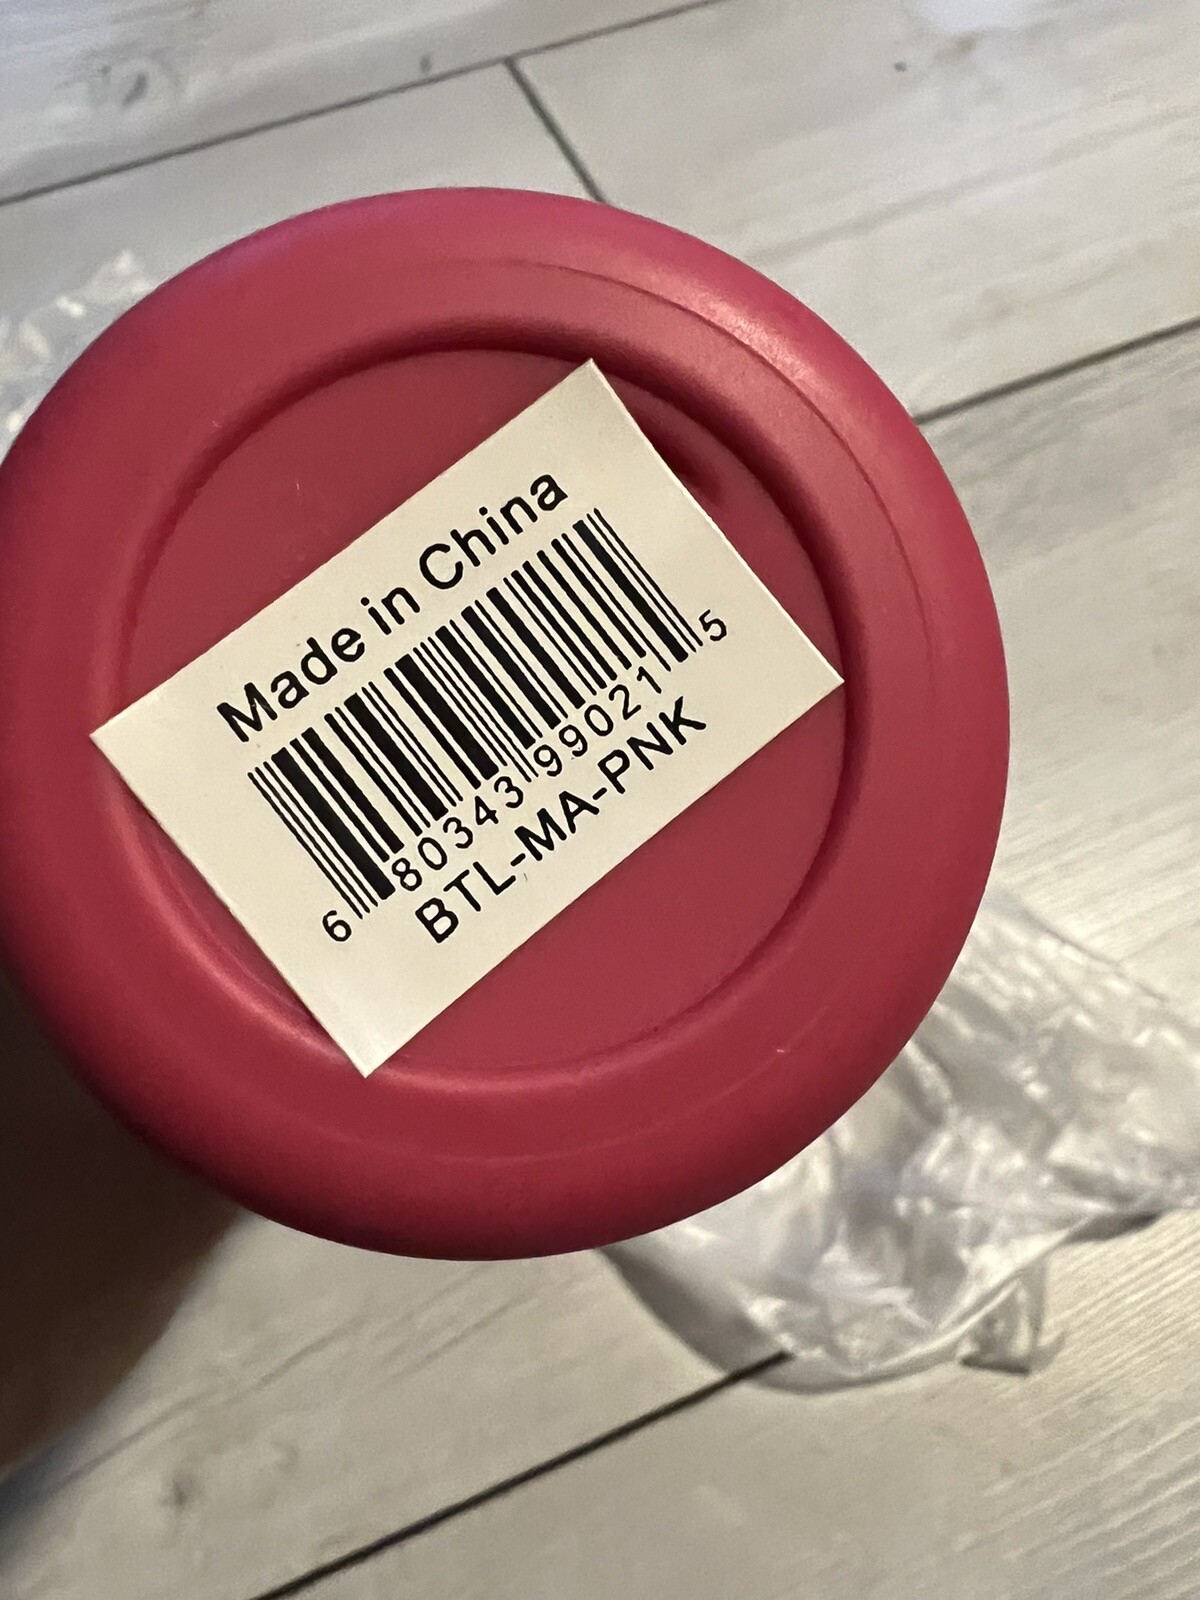 Made in China
6 80343 99021 5
BTL-MA-PNK